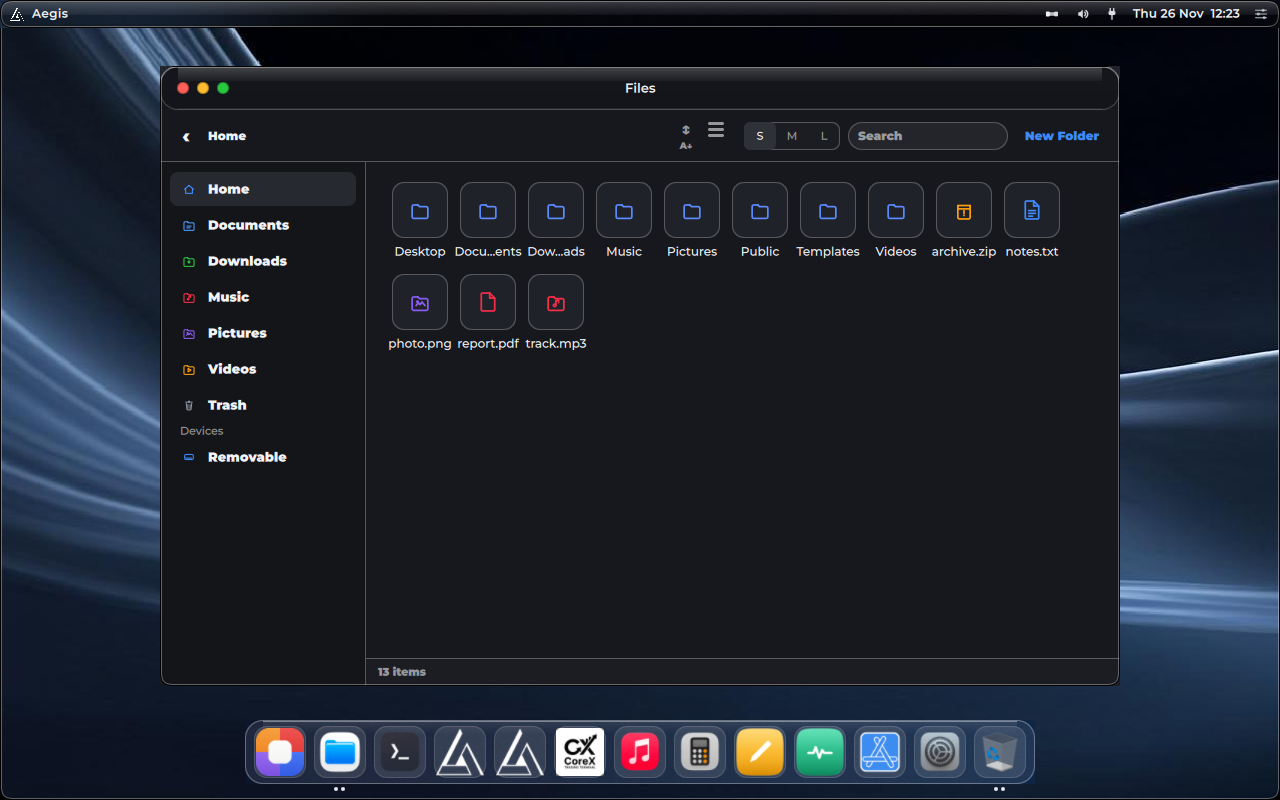 Aegis
Thu 26 Nov 12:23
Files
Home
A+
S M L
Search
New Folder
Home
Documents
Downloads
Music
Pictures
Videos
Trash
Devices
Removable
Desktop Docu...ents Dow...ads Music Pictures Public Templates Videos archive.zip notes.txt
photo.png report.pdf track.mp3
13 items
CX
CoreX